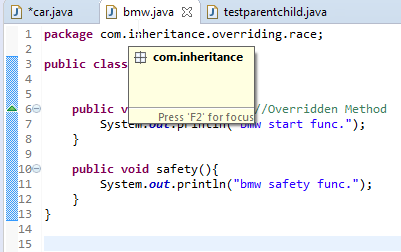 *car.java bmw.java testparentchild.java
1 package com.inheritance.overriding.race;
2
3 public class
4
5
6 public v //Overridden Method
7 System.out.println("bmw start func.");
8 }
9
10 public void safety(){
11 System.out.println("bmw safety func.");
12 }
13 }
14
15
com.inheritance
Press 'F2' for focus